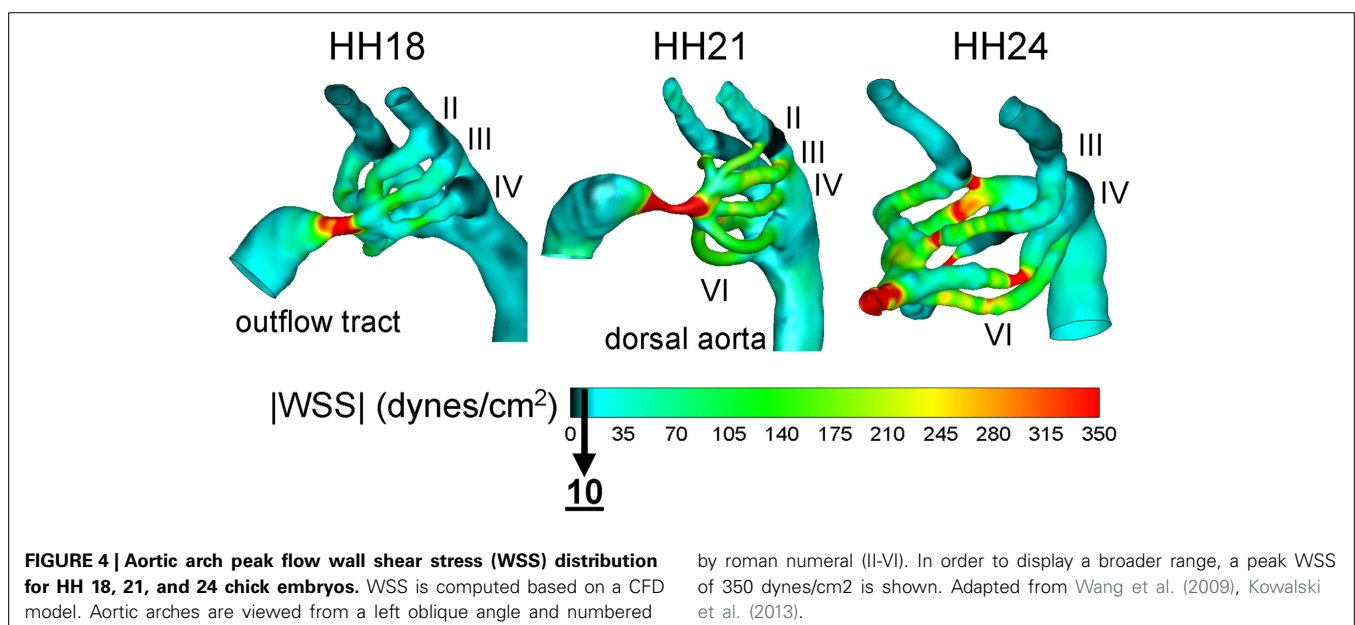 HH18 HH21 HH24
II
III
IV
outflow tract
II
III
IV
VI
dorsal aorta
III
IV
VI
|WSS| (dynes/cm²)
0 35 70 105 140 175 210 245 280 315 350
10
FIGURE 4 | Aortic arch peak flow wall shear stress (WSS) distribution
for HH 18, 21, and 24 chick embryos. WSS is computed based on a CFD
model. Aortic arches are viewed from a left oblique angle and numbered
by roman numeral (II-VI). In order to display a broader range, a peak WSS
of 350 dynes/cm2 is shown. Adapted from Wang et al. (2009), Kowalski
et al. (2013).